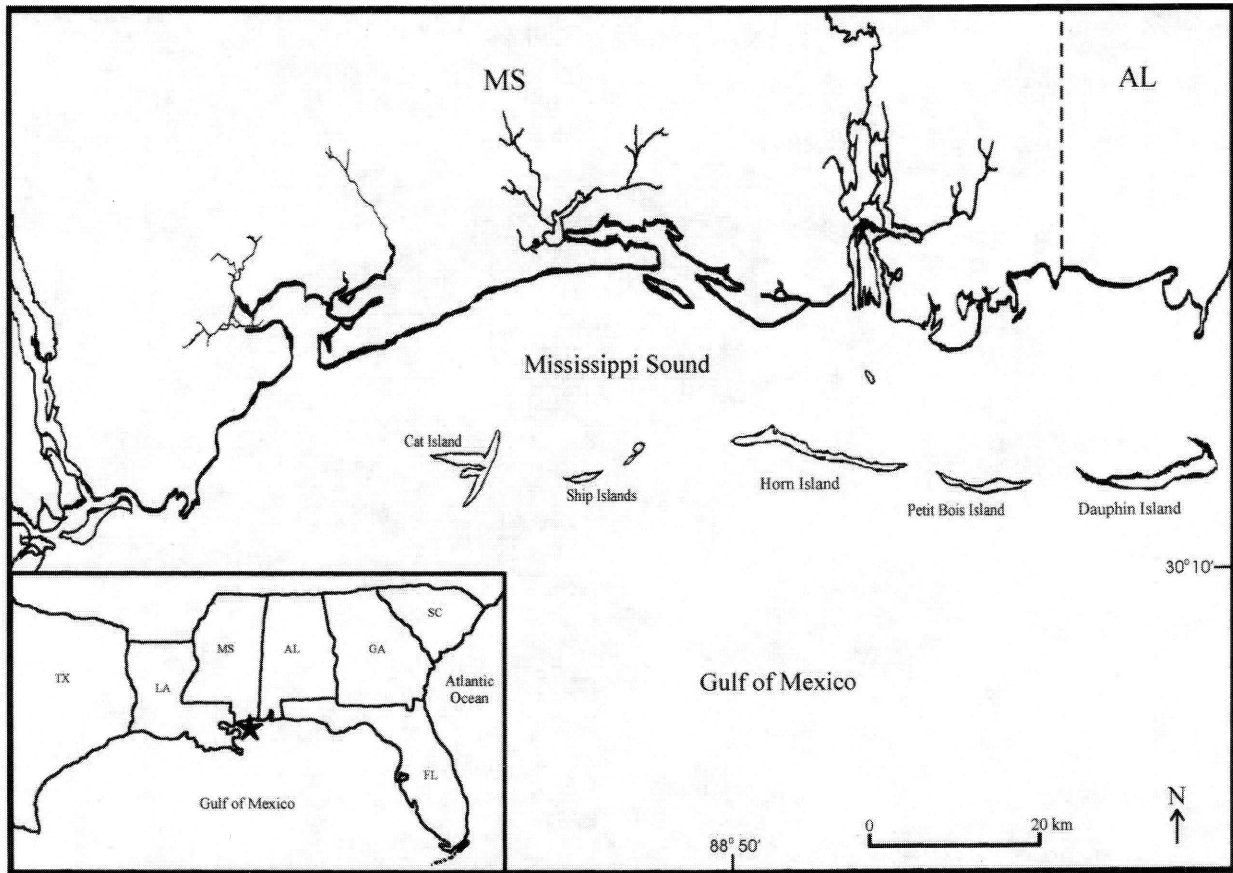 MS
AL
Mississippi Sound
Cat Island
Ship Islands
Horn Island
Petit Bois Island
Dauphin Island
30° 10'
MS
AL
GA
SC
TX
LA
Atlantic
Ocean
FL
Gulf of Mexico
Gulf of Mexico
N
0
20 km
88° 50'